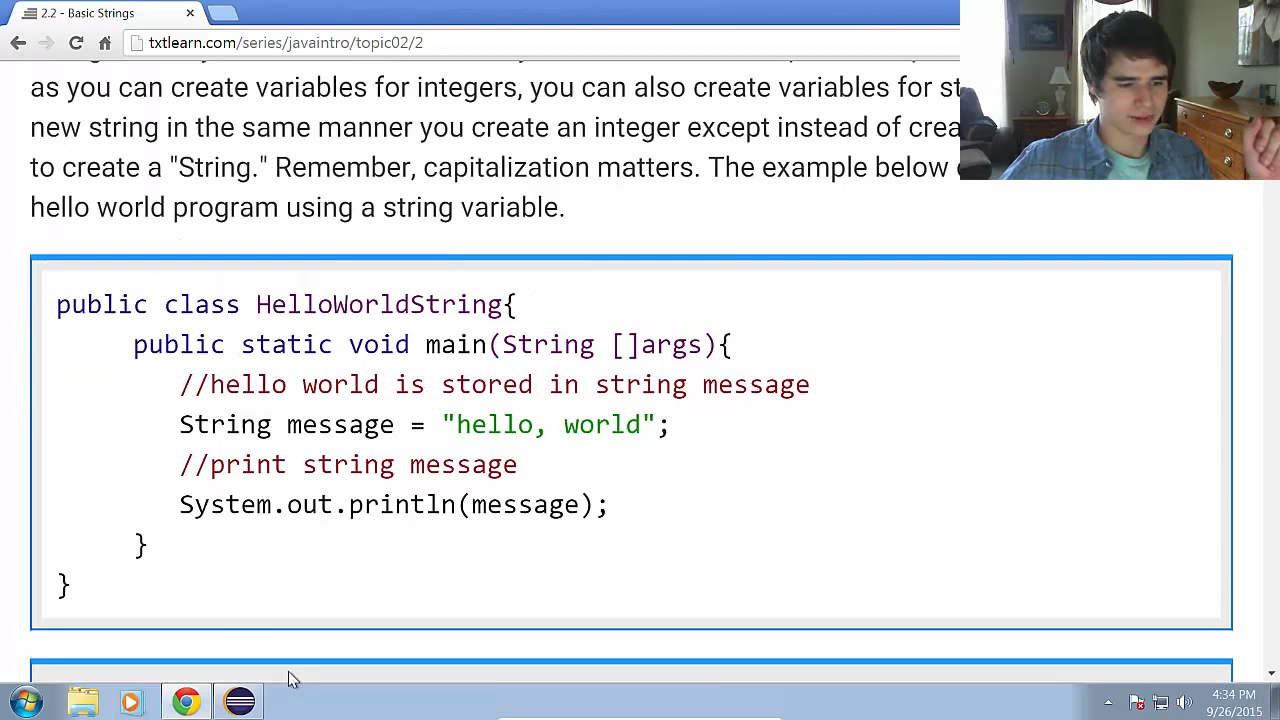 2.2 - Basic Strings
txtlearn.com/series/javaintro/topic02/2
as you can create variables for integers, you can also create variables for
new string in the same manner you create an integer except instead of
to create a "String." Remember, capitalization matters. The example below
hello world program using a string variable.
public class HelloWorldString{
public static void main(String []args){
//hello world is stored in string message
String message = "hello, world";
//print string message
System.out.println(message);
}
}
4:34 PM
9/26/2015